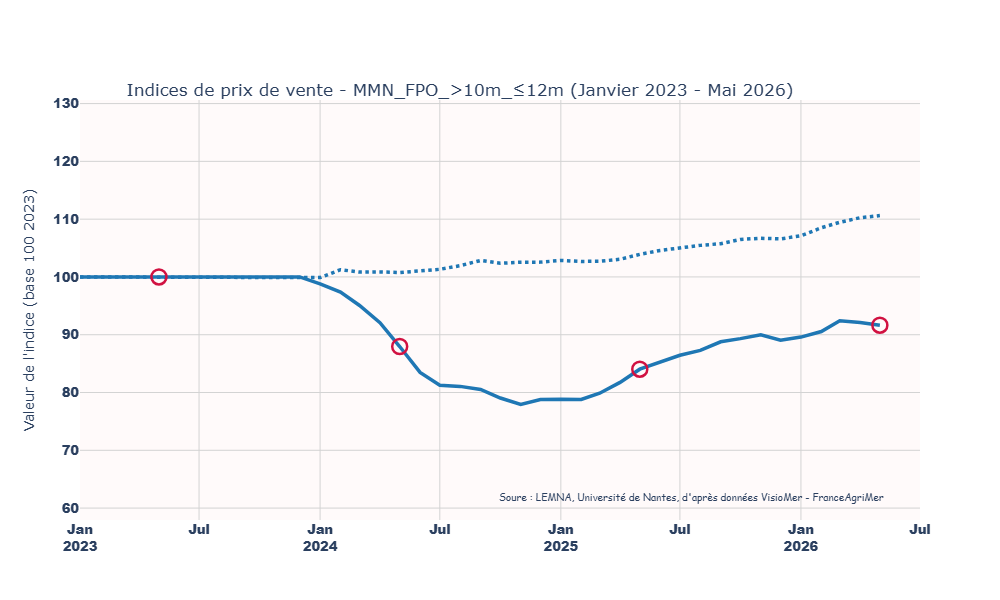 Indices de prix de vente - MMN_FPO_>10m_≤12m (Janvier 2023 - Mai 2026)
Valeur de l'indice (base 100 2023)
130
120
110
100
90
80
70
60
Soure : LEMNA, Université de Nantes, d'après données VisioMer - FranceAgriMer
Jan Jul Jan Jul Jan Jul Jan Jul
2023 2024 2025 2026